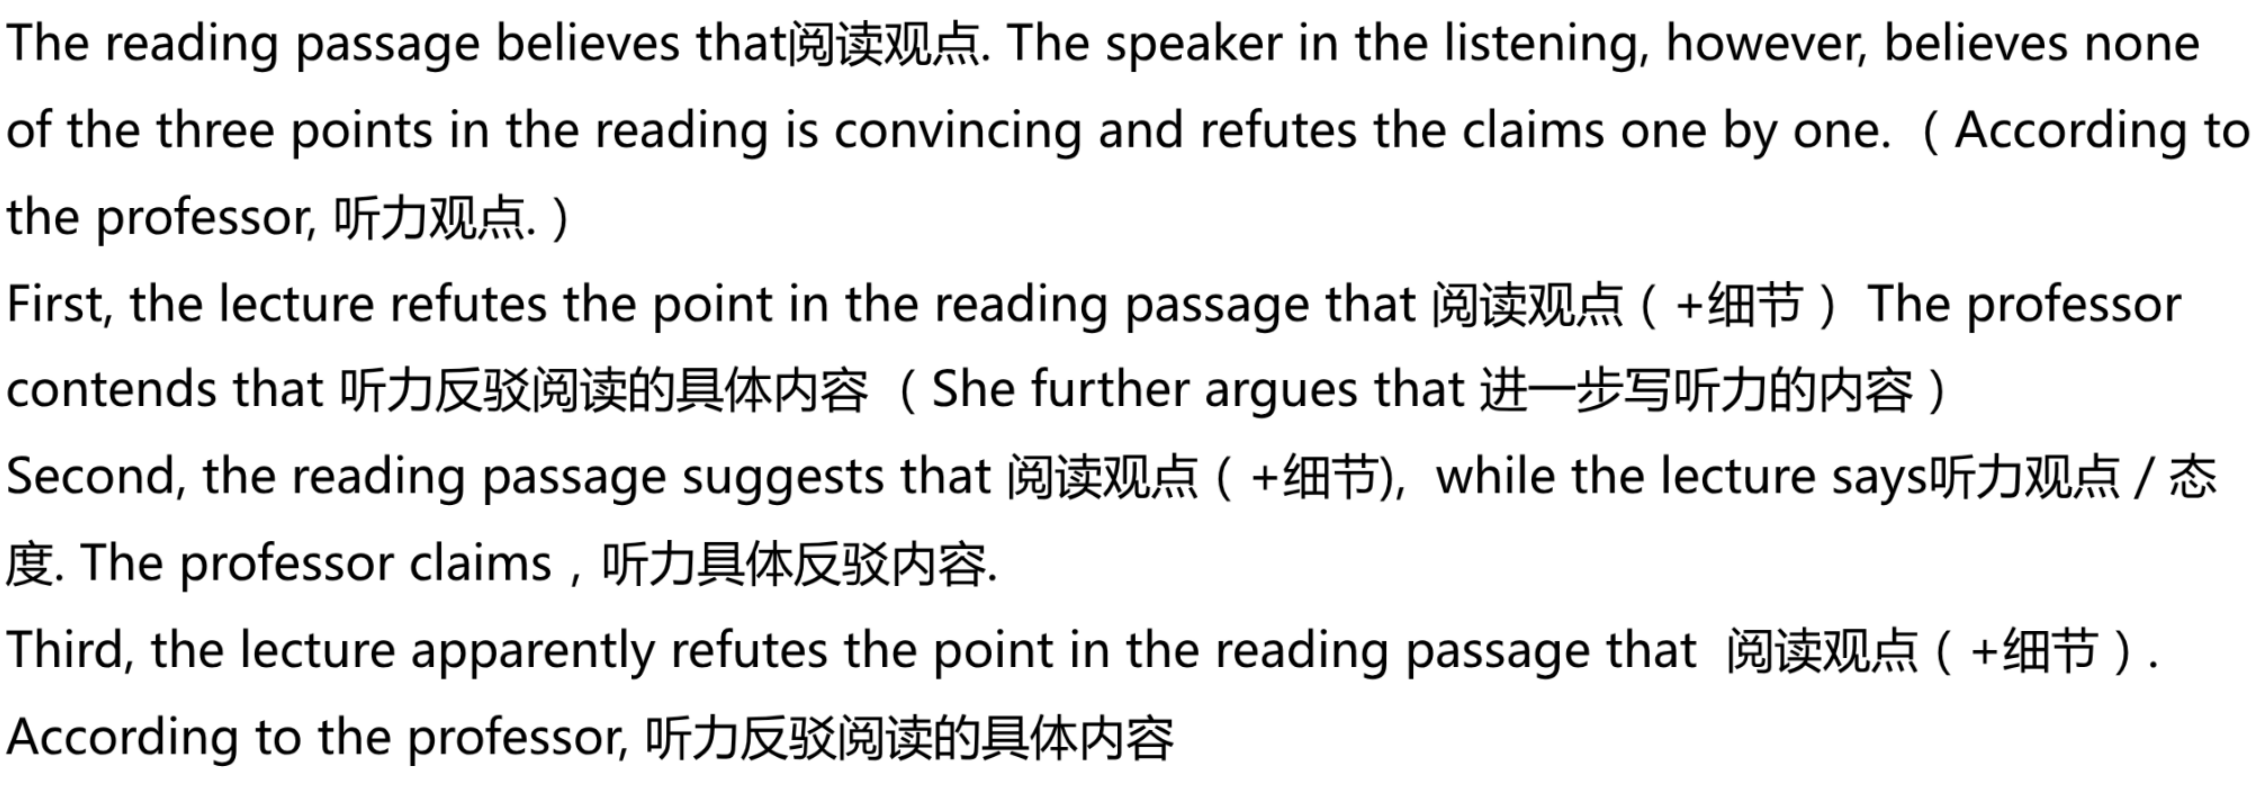 The reading passage believes that阅读观点. The speaker in the listening, however, believes none
of the three points in the reading is convincing and refutes the claims one by one.（ According to
the professor, 听力观点. ）
First, the lecture refutes the point in the reading passage that 阅读观点（ +细节 ） The professor
contends that 听力反驳阅读的具体内容 （ She further argues that 进一步写听力的内容 ）
Second, the reading passage suggests that 阅读观点（ +细节), while the lecture says听力观点 / 态
度. The professor claims，听力具体反驳内容.
Third, the lecture apparently refutes the point in the reading passage that 阅读观点（ +细节 ）.
According to the professor, 听力反驳阅读的具体内容